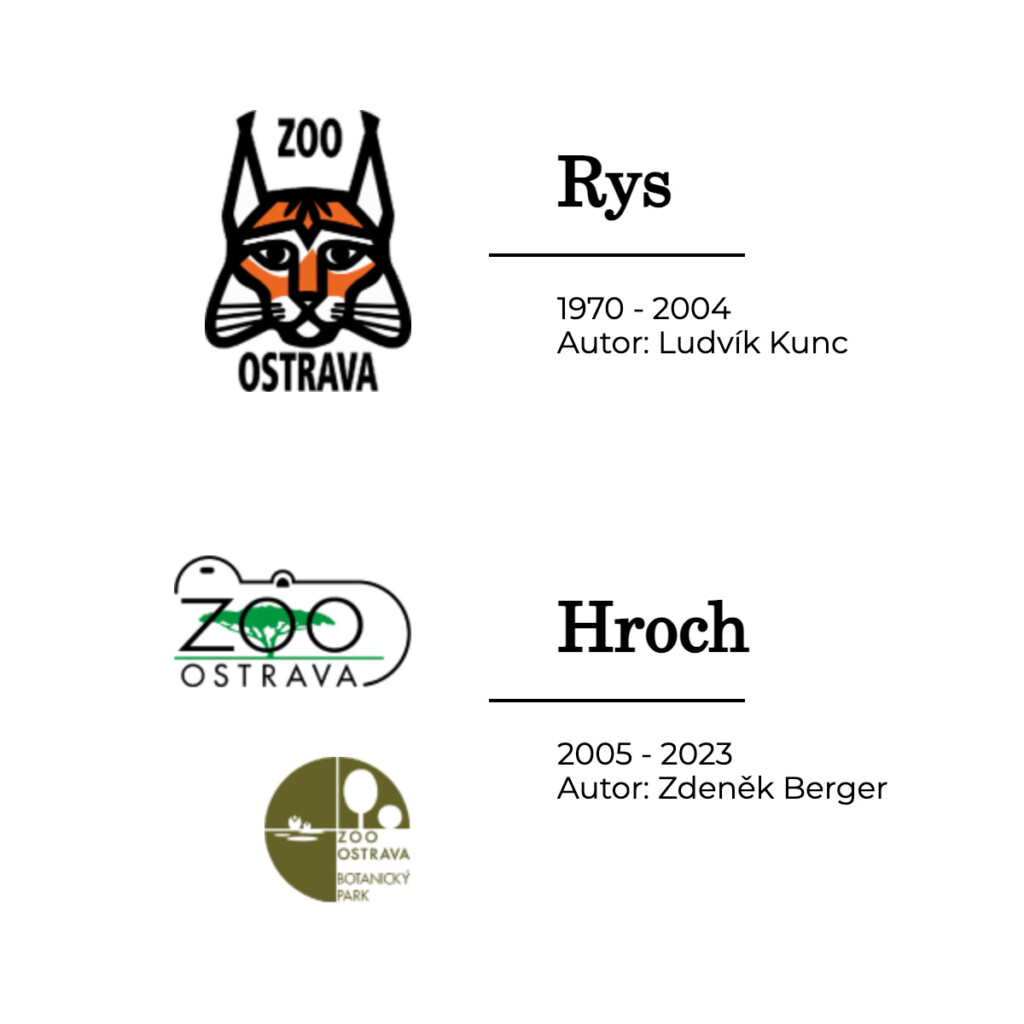 ZOO
OSTRAVA
Rys
1970 - 2004
Autor: Ludvík Kunc
ZOO
OSTRAVA
Hroch
2005 - 2023
Autor: Zdeněk Berger
ZOO
OSTRAVA
BOTANICKÝ
PARK